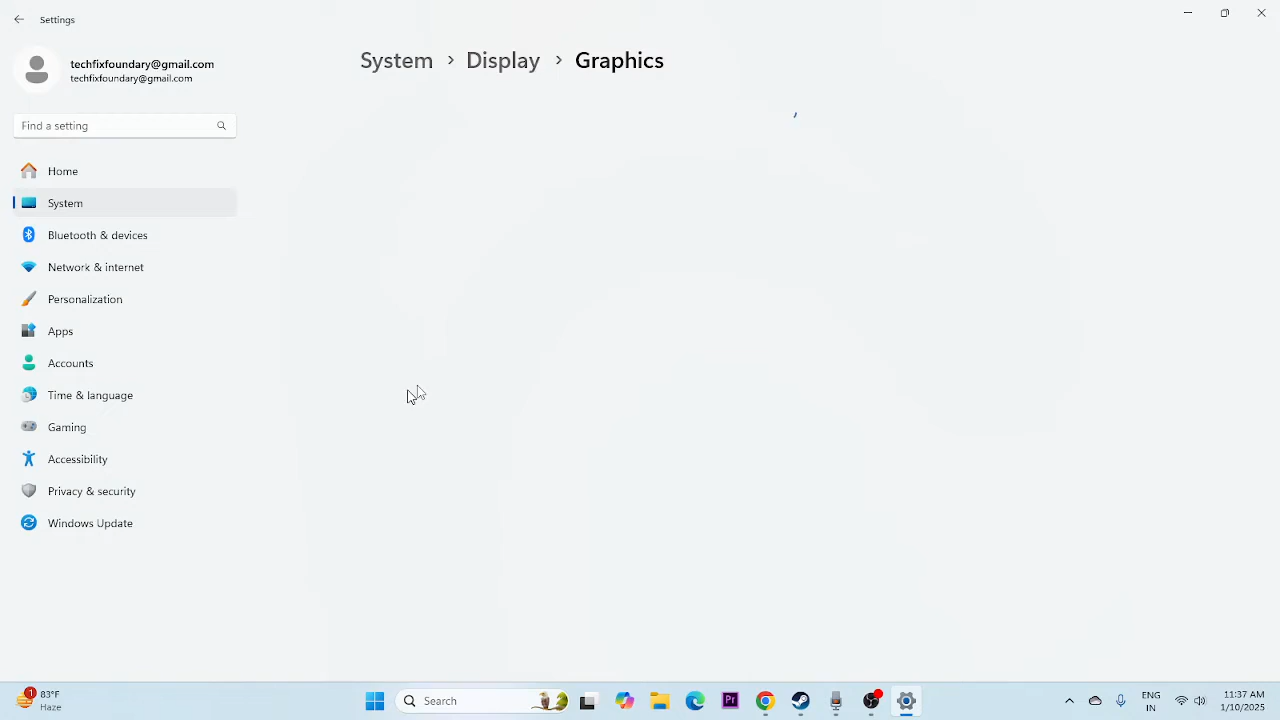 Settings
techfixfoundary@gmail.com
techfixfoundary@gmail.com
Find a setting
Home
System
Bluetooth & devices
Network & internet
Personalization
Apps
Accounts
Time & language
Gaming
Accessibility
Privacy & security
Windows Update
System > Display > Graphics
1
83°F
Haze
Search
Pr
ENG
IN
11:37 AM
1/10/2025